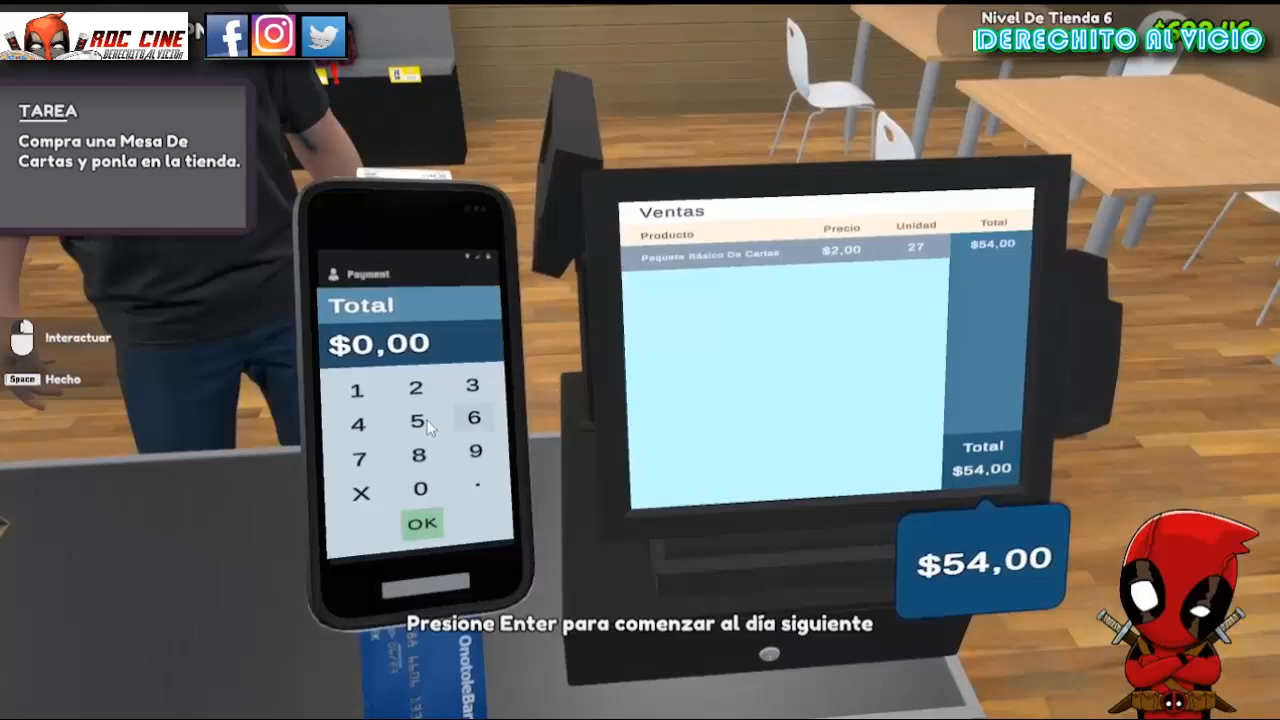 RDC CINE
DERECHITO AL VICIO
Nivel De Tienda 6
DERECHITO AL VICIO
TAREA
Compra una Mesa De
Cartas y ponla en la tienda.
Interactuar
Space Hecho
Payment
Total
$0,00
1 2 3
4 5 6
7 8 9
X 0 .
OK
Ventas
Producto Precio Unidad Total
Paquete Básico De Cartas $2,00 27 $54,00
Total
$54,00
$54,00
Presione Enter para comenzar al día siguiente